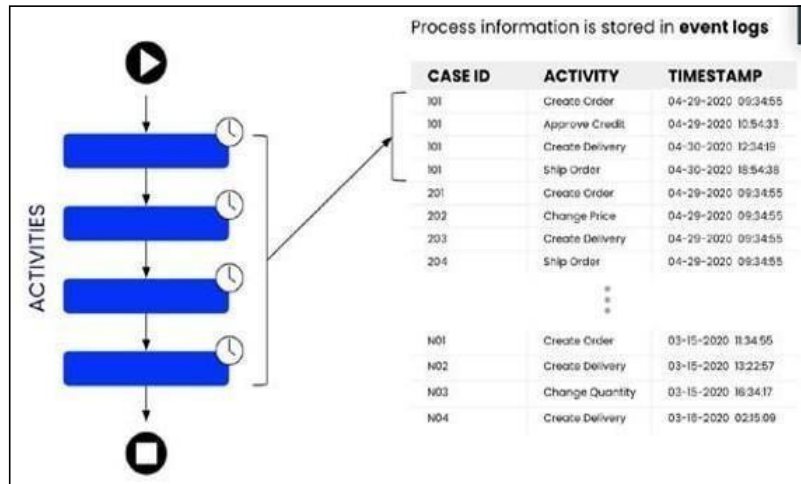 Process information is stored in event logs
CASE ID ACTIVITY TIMESTAMP
101 Create Order 04-29-2020 09:34:55
101 Approve Credit 04-29-2020 10:54:33
101 Create Delivery 04-30-2020 12:34:19
101 Ship Order 04-30-2020 18:54:38
201 Create Order 04-29-2020 09:34:55
202 Change Price 04-29-2020 09:34:55
203 Create Delivery 04-29-2020 09:34:55
204 Ship Order 04-29-2020 09:34:55
N01 Create Order 03-15-2020 11:34:55
N02 Create Delivery 03-15-2020 13:22:57
N03 Change Quantity 03-15-2020 16:34:17
N04 Create Delivery 03-16-2020 02:15:09
ACTIVITIES